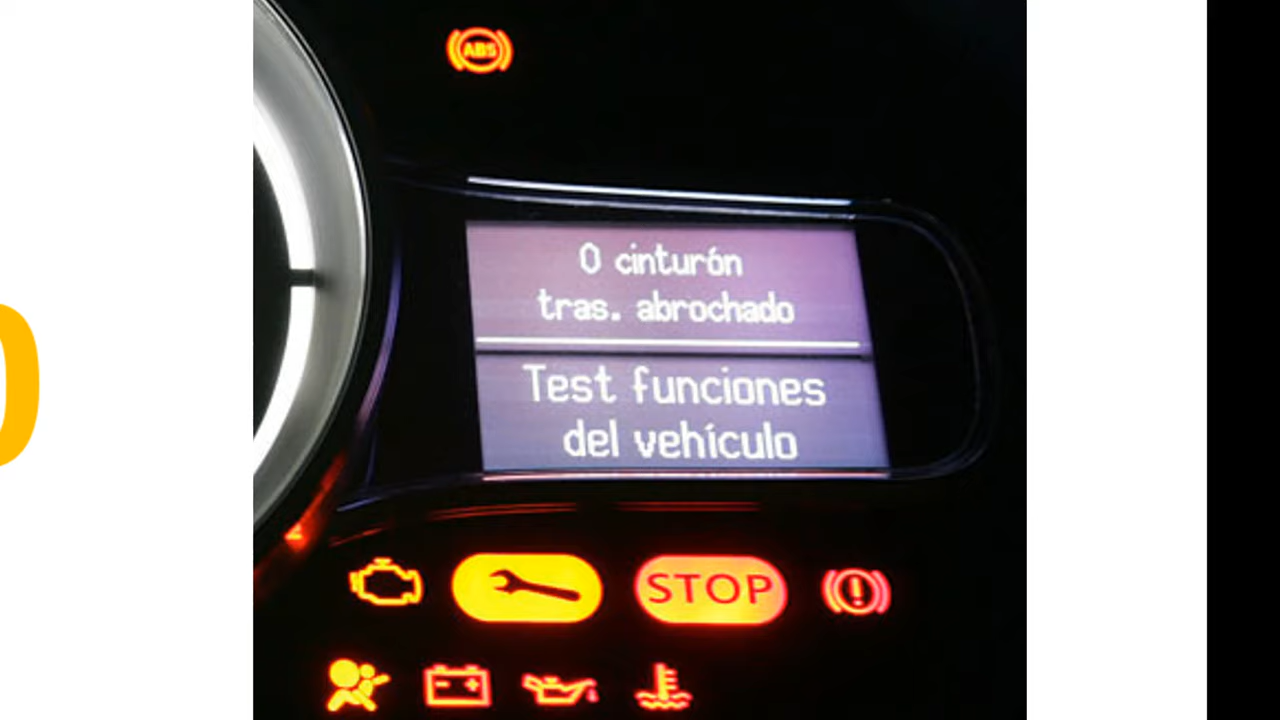 ABS
0 cinturón
tras. abrochado
Test funciones
del vehículo
STOP